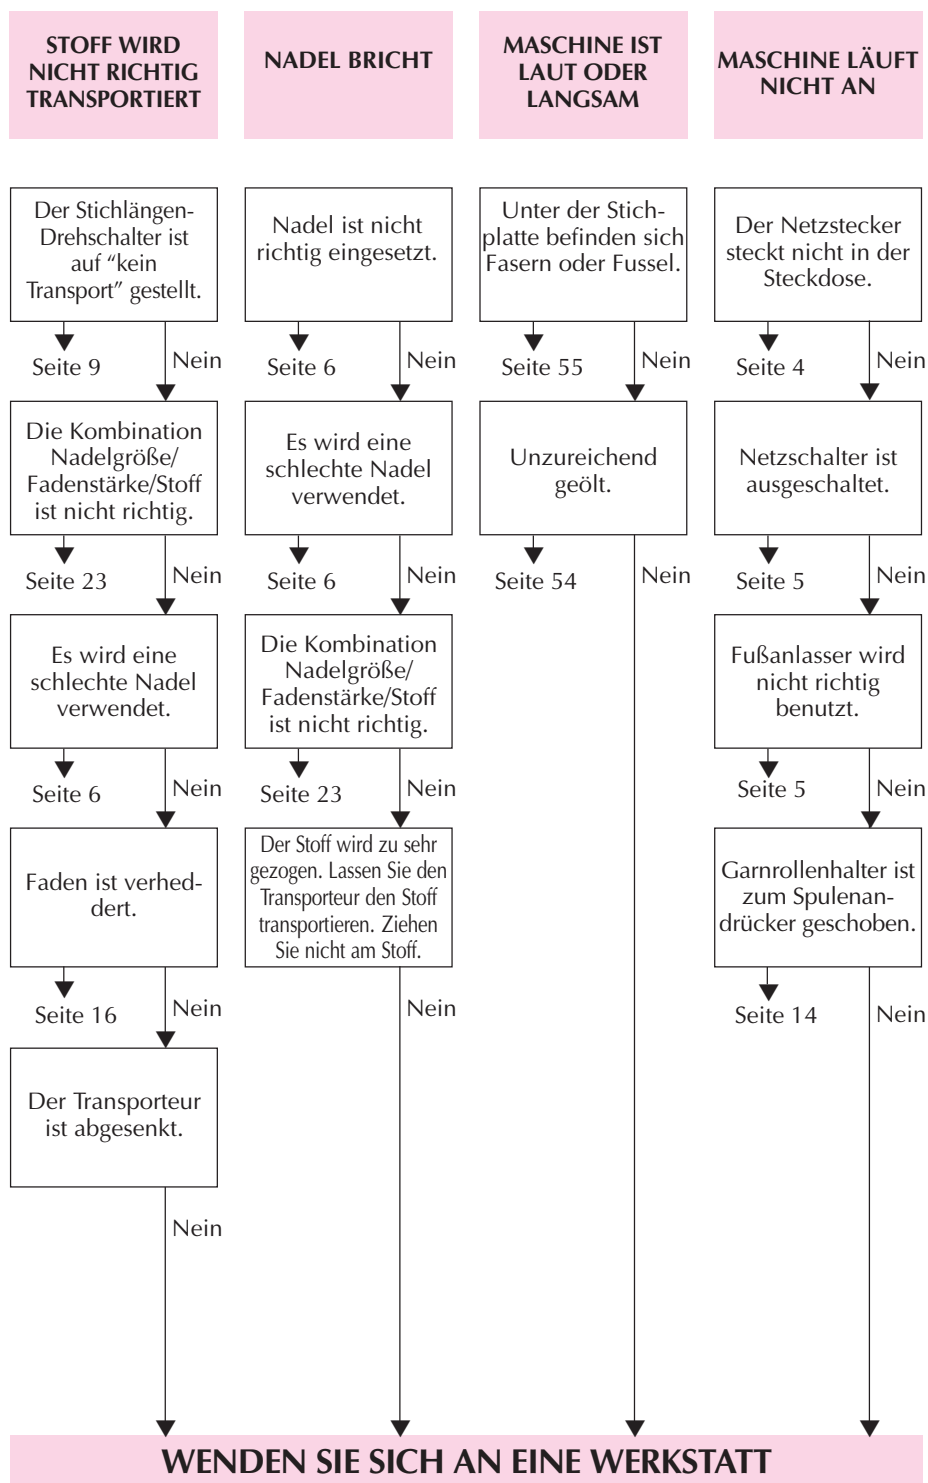 STOFF WIRD
NICHT RICHTIG
TRANSPORTIERT
Der Stichlängen-
Drehschalter ist
auf “kein
Transport” gestellt.
Seite 9
Nein
Die Kombination
Nadelgröße/
Fadenstärke/Stoff
ist nicht richtig.
Seite 23
Nein
Es wird eine
schlechte Nadel
verwendet.
Seite 6
Nein
Faden ist verhed-
dert.
Seite 16
Nein
Der Transporteur
ist abgesenkt.
Nein
NADEL BRICHT
Nadel ist nicht
richtig eingesetzt.
Seite 6
Nein
Es wird eine
schlechte Nadel
verwendet.
Seite 6
Nein
Die Kombination
Nadelgröße/
Fadenstärke/Stoff
ist nicht richtig.
Seite 23
Nein
Der Stoff wird zu sehr
gezogen. Lassen Sie den
Transporteur den Stoff
transportieren. Ziehen
Sie nicht am Stoff.
Nein
MASCHINE IST
LAUT ODER
LANGSAM
Unter der Stich-
platte befinden sich
Fasern oder Fussel.
Seite 55
Nein
Unzureichend
geölt.
Seite 54
Nein
MASCHINE LÄUFT
NICHT AN
Der Netzstecker
steckt nicht in der
Steckdose.
Seite 4
Nein
Netzschalter ist
ausgeschaltet.
Seite 5
Nein
Fußanlasser wird
nicht richtig
benutzt.
Seite 5
Nein
Garnrollenhalter ist
zum Spulenan-
drücker geschoben.
Seite 14
Nein
WENDEN SIE SICH AN EINE WERKSTATT